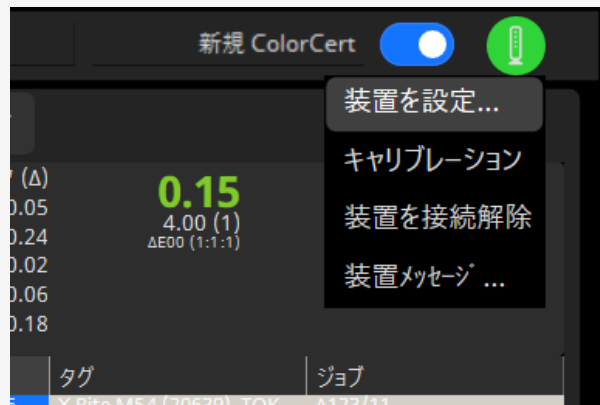 新規 ColorCert
装置を設定...
キャリブレーション
装置を接続解除
装置ﾒｯｾｰｼﾞ ...
(Δ)
0.05
0.24
0.02
0.06
0.18
0.15
4.00 (1)
ΔE00 (1:1:1)
タグ
ジョブ